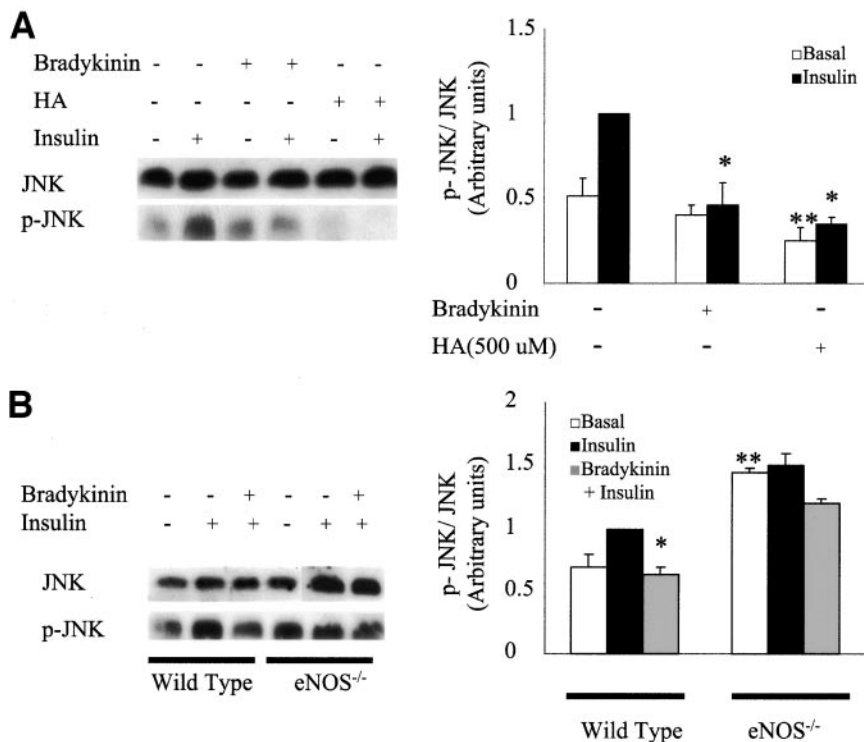 A
Bradykinin - - + + - -
HA - - - - + +
Insulin - + - + - +
JNK
p-JNK
1.5
1
0.5
0
p- JNK/ JNK
(Arbitrary units)
Basal
Insulin
*
**
*
Bradykinin - + -
HA(500 uM) - - +
B
Bradykinin - - + - - +
Insulin - + + - + +
JNK
p-JNK
Wild Type eNOS-/-
2
1.5
1
0.5
0
p- JNK/ JNK
(Arbitrary units)
Basal
Insulin
Bradykinin
+ Insulin
*
**
Wild Type eNOS-/-